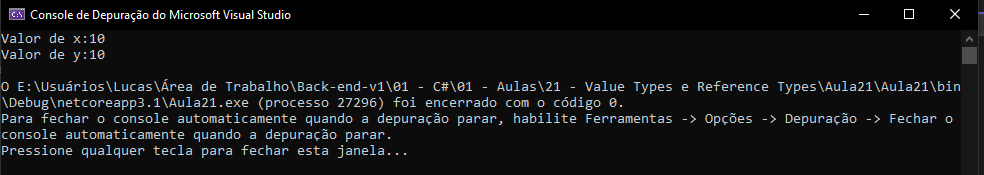 Console de Depuração do Microsoft Visual Studio
Valor de x:10
Valor de y:10
O E:\Usuários\Lucas\Área de Trabalho\Back-end-v1\01 - C#\01 - Aulas\21 - Value Types e Reference Types\Aula21\Aula21\bin
\Debug\netcoreapp3.1\Aula21.exe (processo 27296) foi encerrado com o código 0.
Para fechar o console automaticamente quando a depuração parar, habilite Ferramentas -> Opções -> Depuração -> Fechar o
console automaticamente quando a depuração parar.
Pressione qualquer tecla para fechar esta janela...